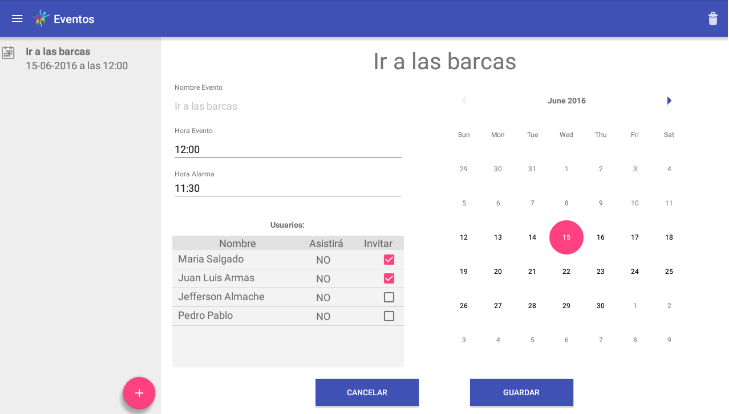 Eventos
Ir a las barcas
15-06-2016 a las 12:00
Ir a las barcas
Nombre Evento
Ir a las barcas
Hora Evento
12:00
Hora Alarma
11:30
Usuarios:
Nombre Asistirá Invitar
Maria Salgado NO
Juan Luis Armas NO
Jefferson Almache NO
Pedro Pablo NO
June 2016
Sun Mon Tue Wed Thu Fri Sat
29 30 31 1 2 3 4
5 6 7 8 9 10 11
12 13 14 15 16 17 18
19 20 21 22 23 24 25
26 27 28 29 30 1 2
3 4 5 6 7 8 9
CANCELAR GUARDAR